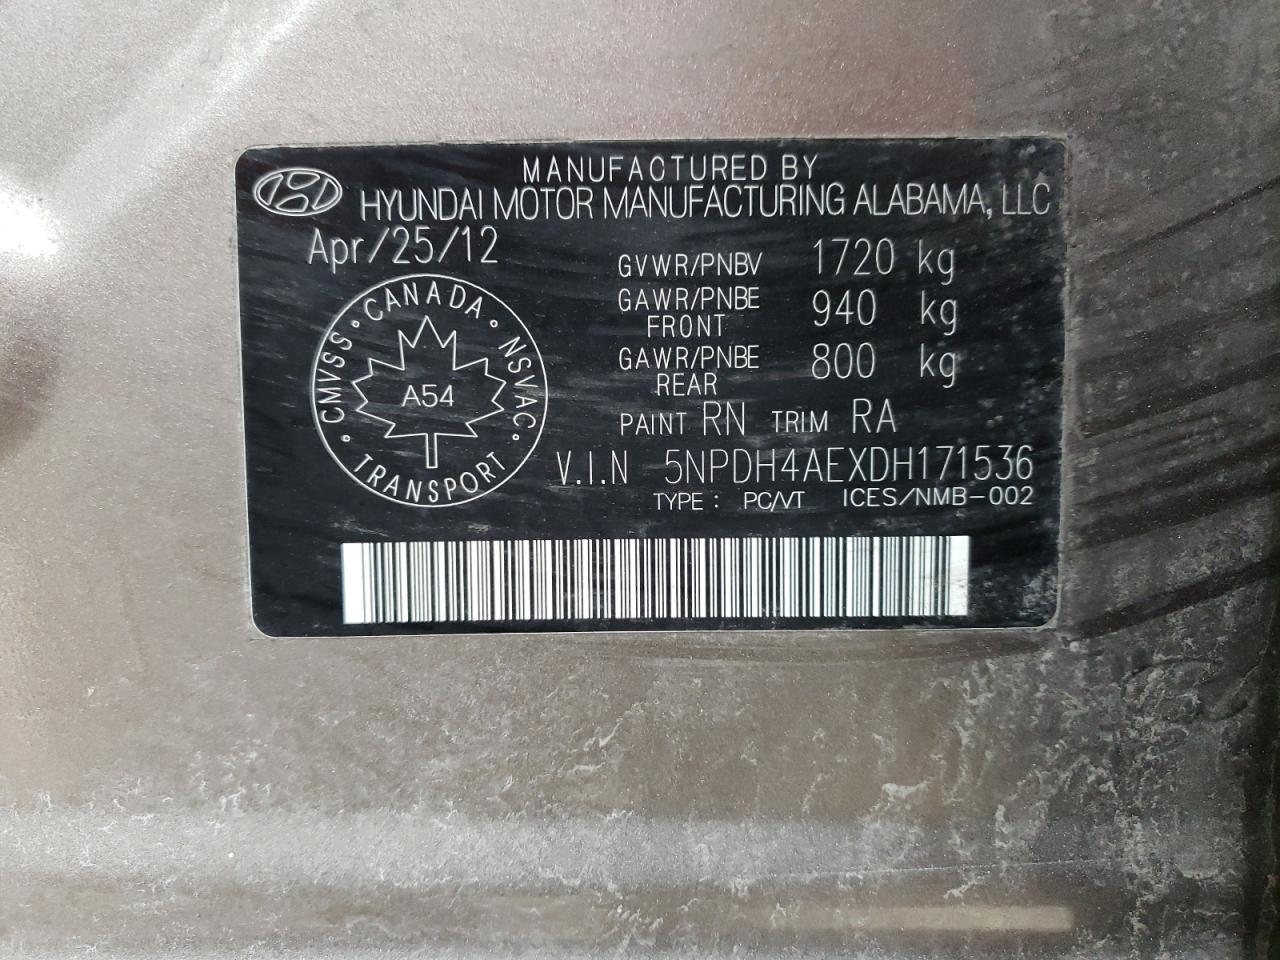 MANUFACTURED BY
HYUNDAI MOTOR MANUFACTURING ALABAMA, LLC
Apr/25/12
GVWR/PNBV 1720 kg
GAWR/PNBE FRONT 940 kg
GAWR/PNBE REAR 800 kg
PAINT RN TRIM RA
V.I.N 5NPDH4AEXDH171536
TYPE : PC/VT ICES/NMB-002
CANADA • NSVAC • TRANSPORT • CMVSS •
A54